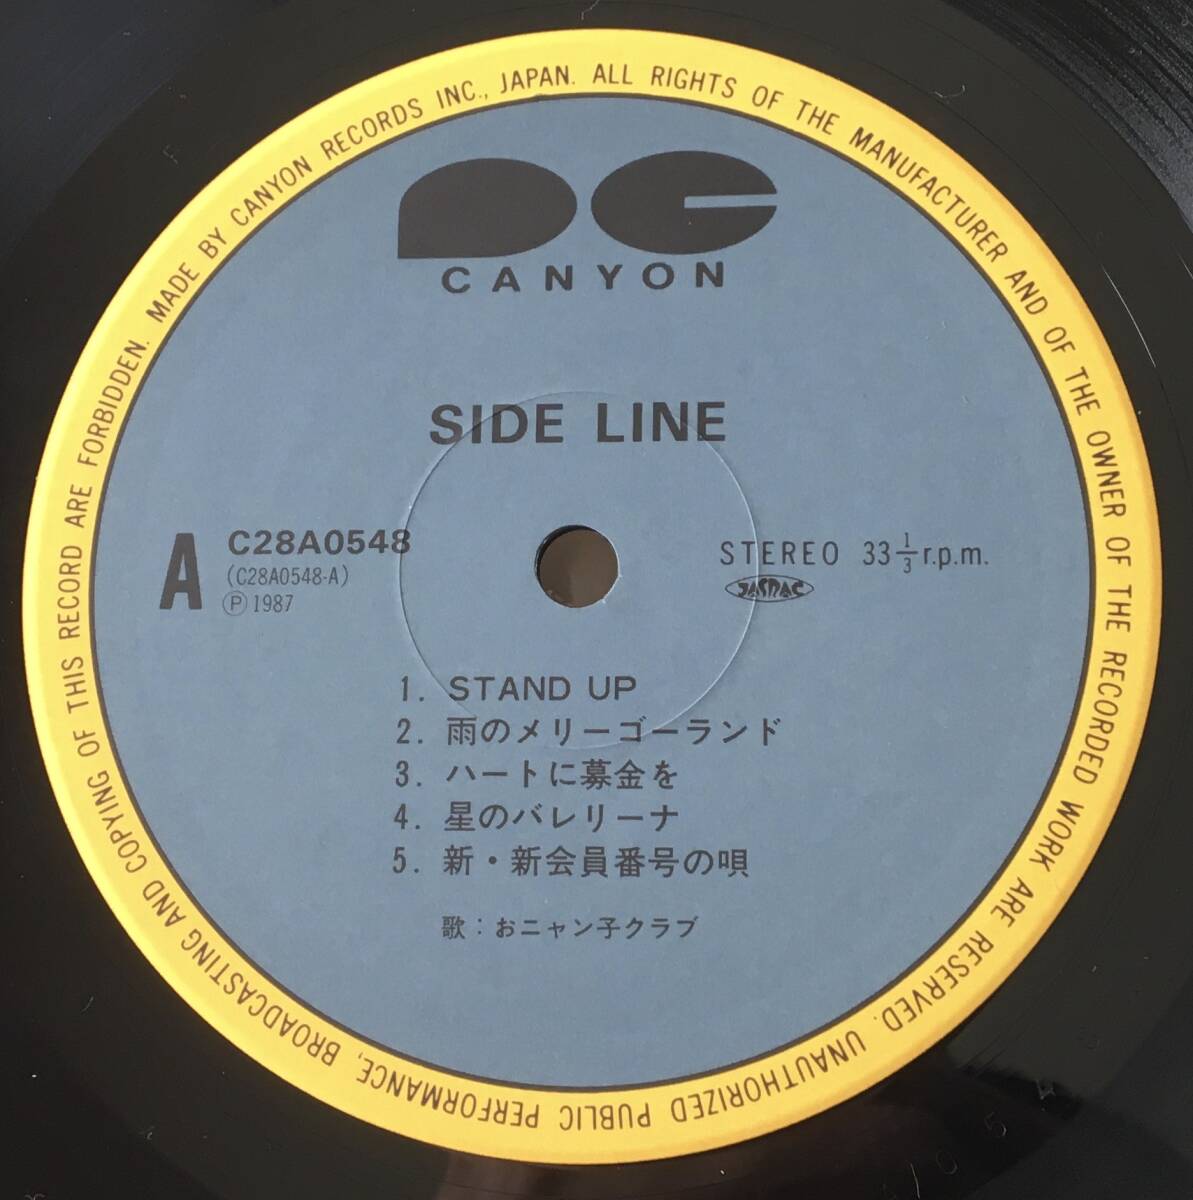 MADE BY CANYON RECORDS INC., JAPAN. ALL RIGHTS OF THE MANUFACTURER AND OF THE OWNER OF THE RECORDED WORK ARE RESERVED. UNAUTHORIZED PUBLIC PERFORMANCE, BROADCASTING AND COPYING OF THIS RECORD ARE FORBIDDEN.
CANYON
SIDE LINE
A
C28A0548
(C28A0548-A)
Ⓟ 1987
STEREO 33 1/3 r.p.m.
JASRAC
1. STAND UP
2. 雨のメリーゴーランド
3. ハートに募金を
4. 星のバレリーナ
5. 新・新会員番号の唄
歌：おニャン子クラブ